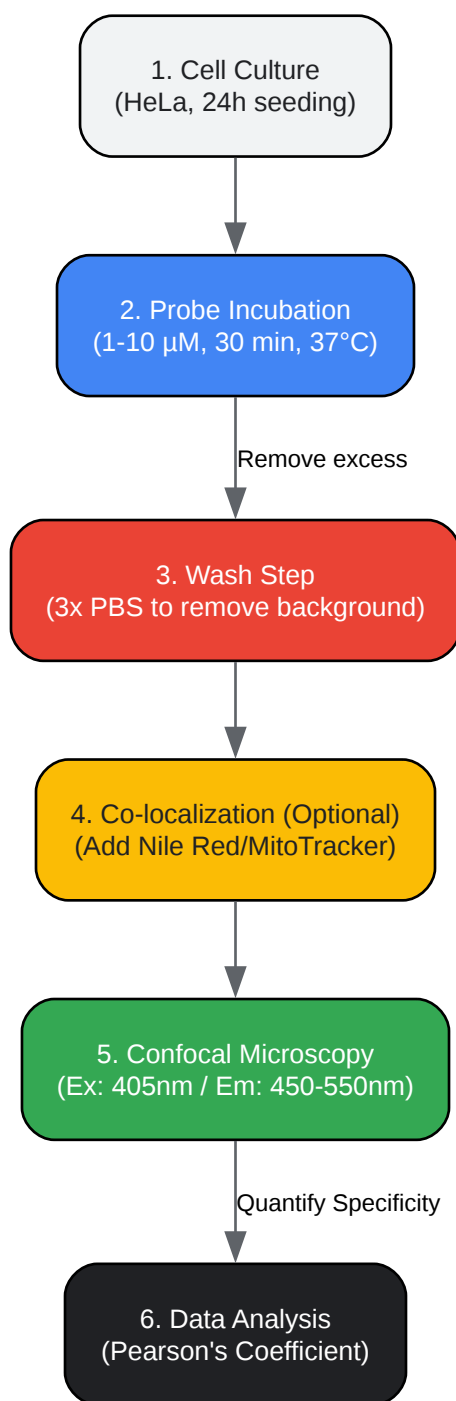 1. Cell Culture
(HeLa, 24h seeding)
2. Probe Incubation
(1-10 µM, 30 min, 37°C)
Remove excess
3. Wash Step
(3x PBS to remove background)
4. Co-localization (Optional)
(Add Nile Red/MitoTracker)
5. Confocal Microscopy
(Ex: 405nm / Em: 450-550nm)
Quantify Specificity
6. Data Analysis
(Pearson's Coefficient)